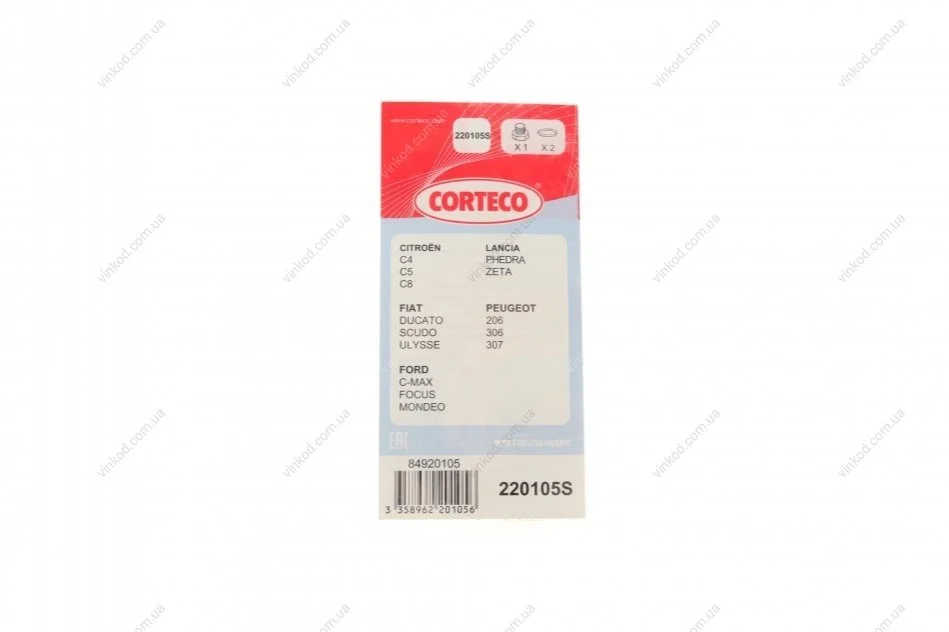 www.corteco.com
220105S
X 1 X 2
CORTECO
®
CITROËN
C4
C5
C8
LANCIA
PHEDRA
ZETA
FIAT
DUCATO
SCUDO
ULYSSE
PEUGEOT
206
306
307
FORD
C-MAX
FOCUS
MONDEO
EAC
FREUDENBERG
84920105
3 358962 201056
220105S
vinkod.com.ua